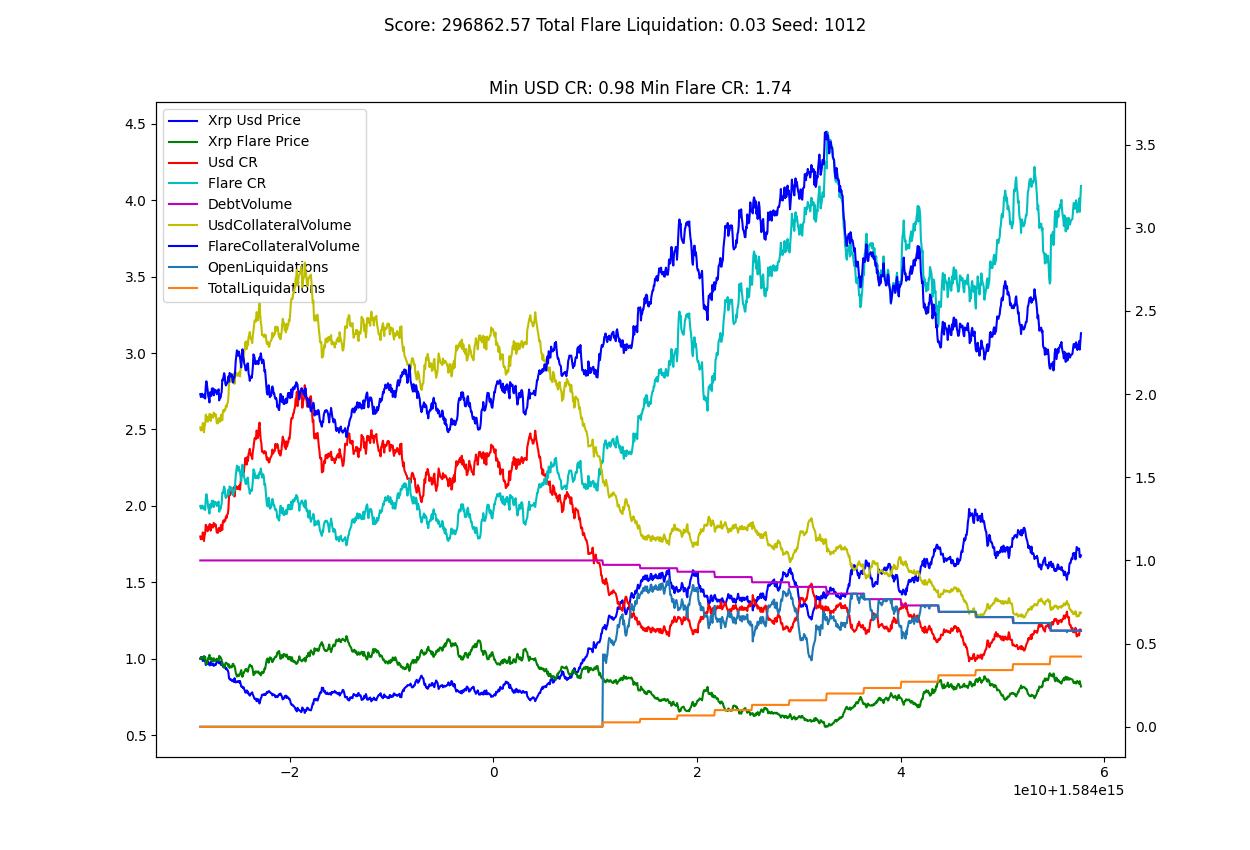 Score: 296862.57 Total Flare Liquidation: 0.03 Seed: 1012
Min USD CR: 0.98 Min Flare CR: 1.74
Xrp Usd Price
Xrp Flare Price
Usd CR
Flare CR
DebtVolume
UsdCollateralVolume
FlareCollateralVolume
OpenLiquidations
TotalLiquidations
4.5
4.0
3.5
3.0
2.5
2.0
1.5
1.0
0.5
3.5
3.0
2.5
2.0
1.5
1.0
0.5
0.0
−2
0
2
4
6
1e10+1.584e15